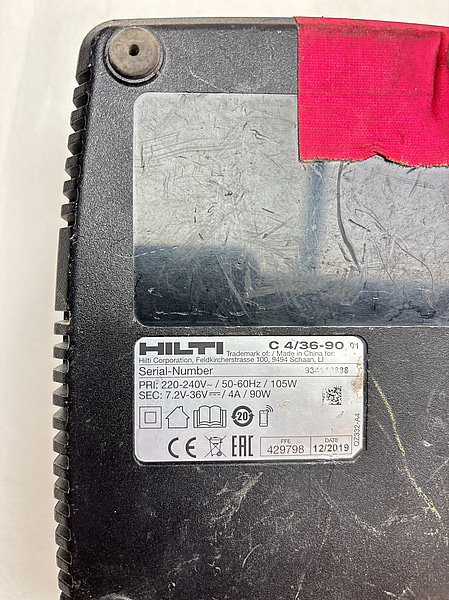 HILTI C 4/36-90 01
Trademark of: / Made in China for:
Hilti Corporation, Feldkircherstrasse 100, 9494 Schaan, LI
Serial-Number
PRI: 220-240V~ / 50-60Hz / 105W
SEC: 7.2V-36V⎓ / 4A / 90W
20
CE EAC
FFE
429798
DATE
12/2019
QZ332-A4